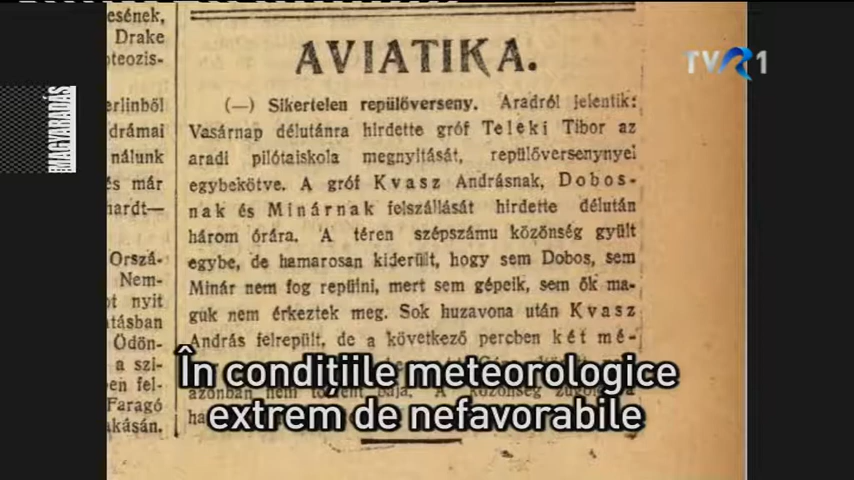 TVR1
MAGYARADÁS
esének,
Drake
oteozis-
erlinből
drámai
nálunk
és már
hardt—
Orszá-
Nem-
ot nyit
atásban
Ödön-
a szi-
en fel-
Faragó
akásán.
AVIATIKA.
(—) Sikertelen repülőverseny. Aradról jelentik:
Vasárnap délutánra hirdette gróf Teleki Tibor az
aradi pilótaiskola megnyitását, repülőversenynyel
egybekötve. A gróf Kvasz Andrásnak, Dobos-
nak és Minárnak felszállását hirdette délután
három órára. A téren szépszámu közönség gyült
egybe, de hamarosan kiderült, hogy sem Dobos, sem
Minár nem fog repülni, mert sem gépeik, sem ők ma-
guk nem érkeztek meg. Sok huzavona után Kvasz
András felrepült, de a következő percben két mé-
În condițiile meteorologice
azonban nem történt baja. A közönség
extrem de nefavorabile